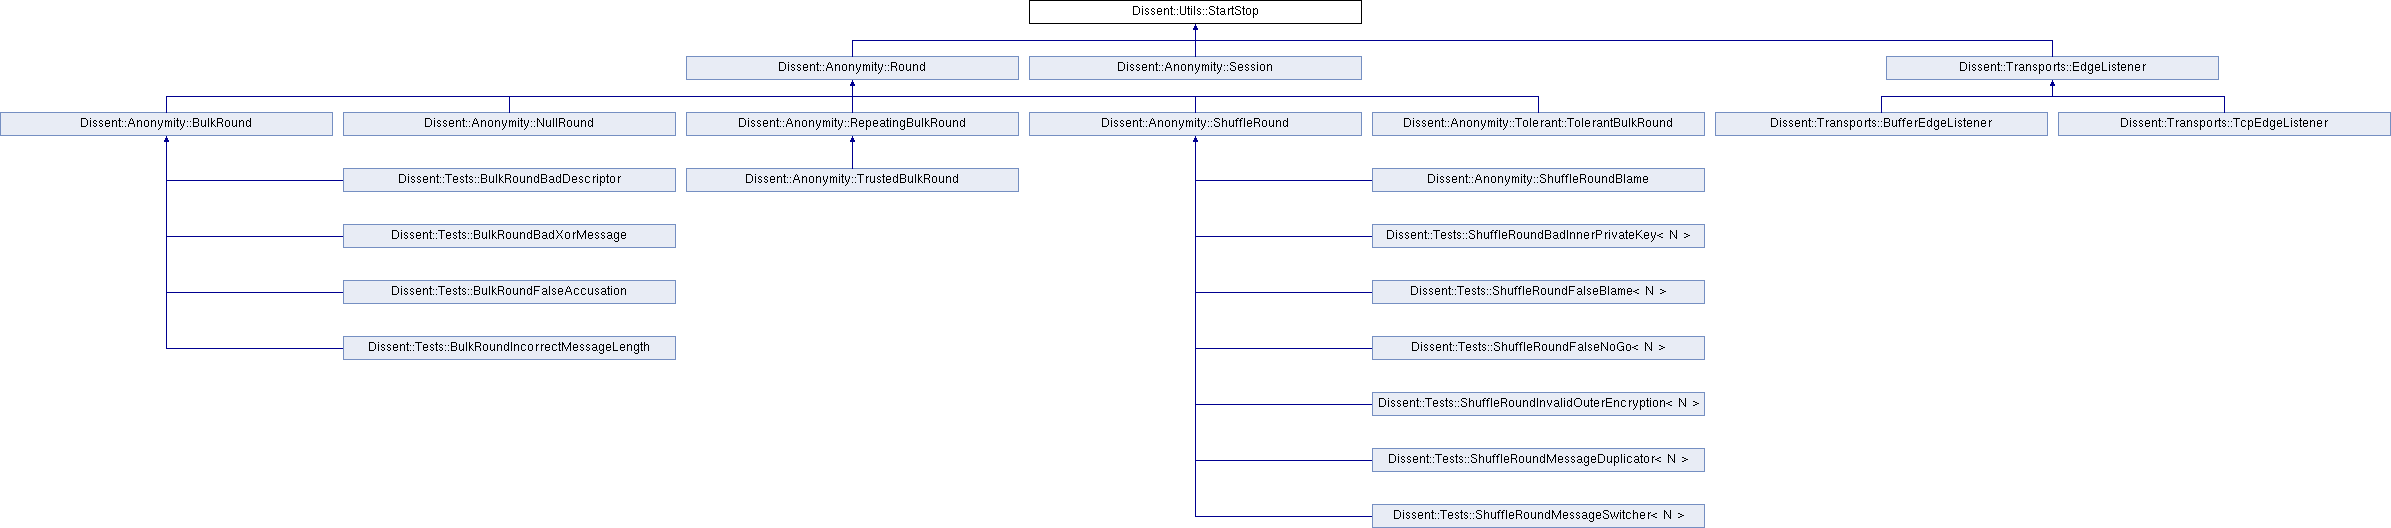 Dissent::Utils::StartStop
Dissent::Anonymity::Round
Dissent::Anonymity::Session
Dissent::Transports::EdgeListener
Dissent::Anonymity::BulkRound
Dissent::Anonymity::NullRound
Dissent::Anonymity::RepeatingBulkRound
Dissent::Anonymity::ShuffleRound
Dissent::Anonymity::Tolerant::TolerantBulkRound
Dissent::Transports::BufferEdgeListener
Dissent::Transports::TcpEdgeListener
Dissent::Tests::BulkRoundBadDescriptor
Dissent::Anonymity::TrustedBulkRound
Dissent::Anonymity::ShuffleRoundBlame
Dissent::Tests::BulkRoundBadXorMessage
Dissent::Tests::ShuffleRoundBadInnerPrivateKey< N >
Dissent::Tests::BulkRoundFalseAccusation
Dissent::Tests::ShuffleRoundFalseBlame< N >
Dissent::Tests::BulkRoundIncorrectMessageLength
Dissent::Tests::ShuffleRoundFalseNoGo< N >
Dissent::Tests::ShuffleRoundInvalidOuterEncryption< N >
Dissent::Tests::ShuffleRoundMessageDuplicator< N >
Dissent::Tests::ShuffleRoundMessageSwitcher< N >